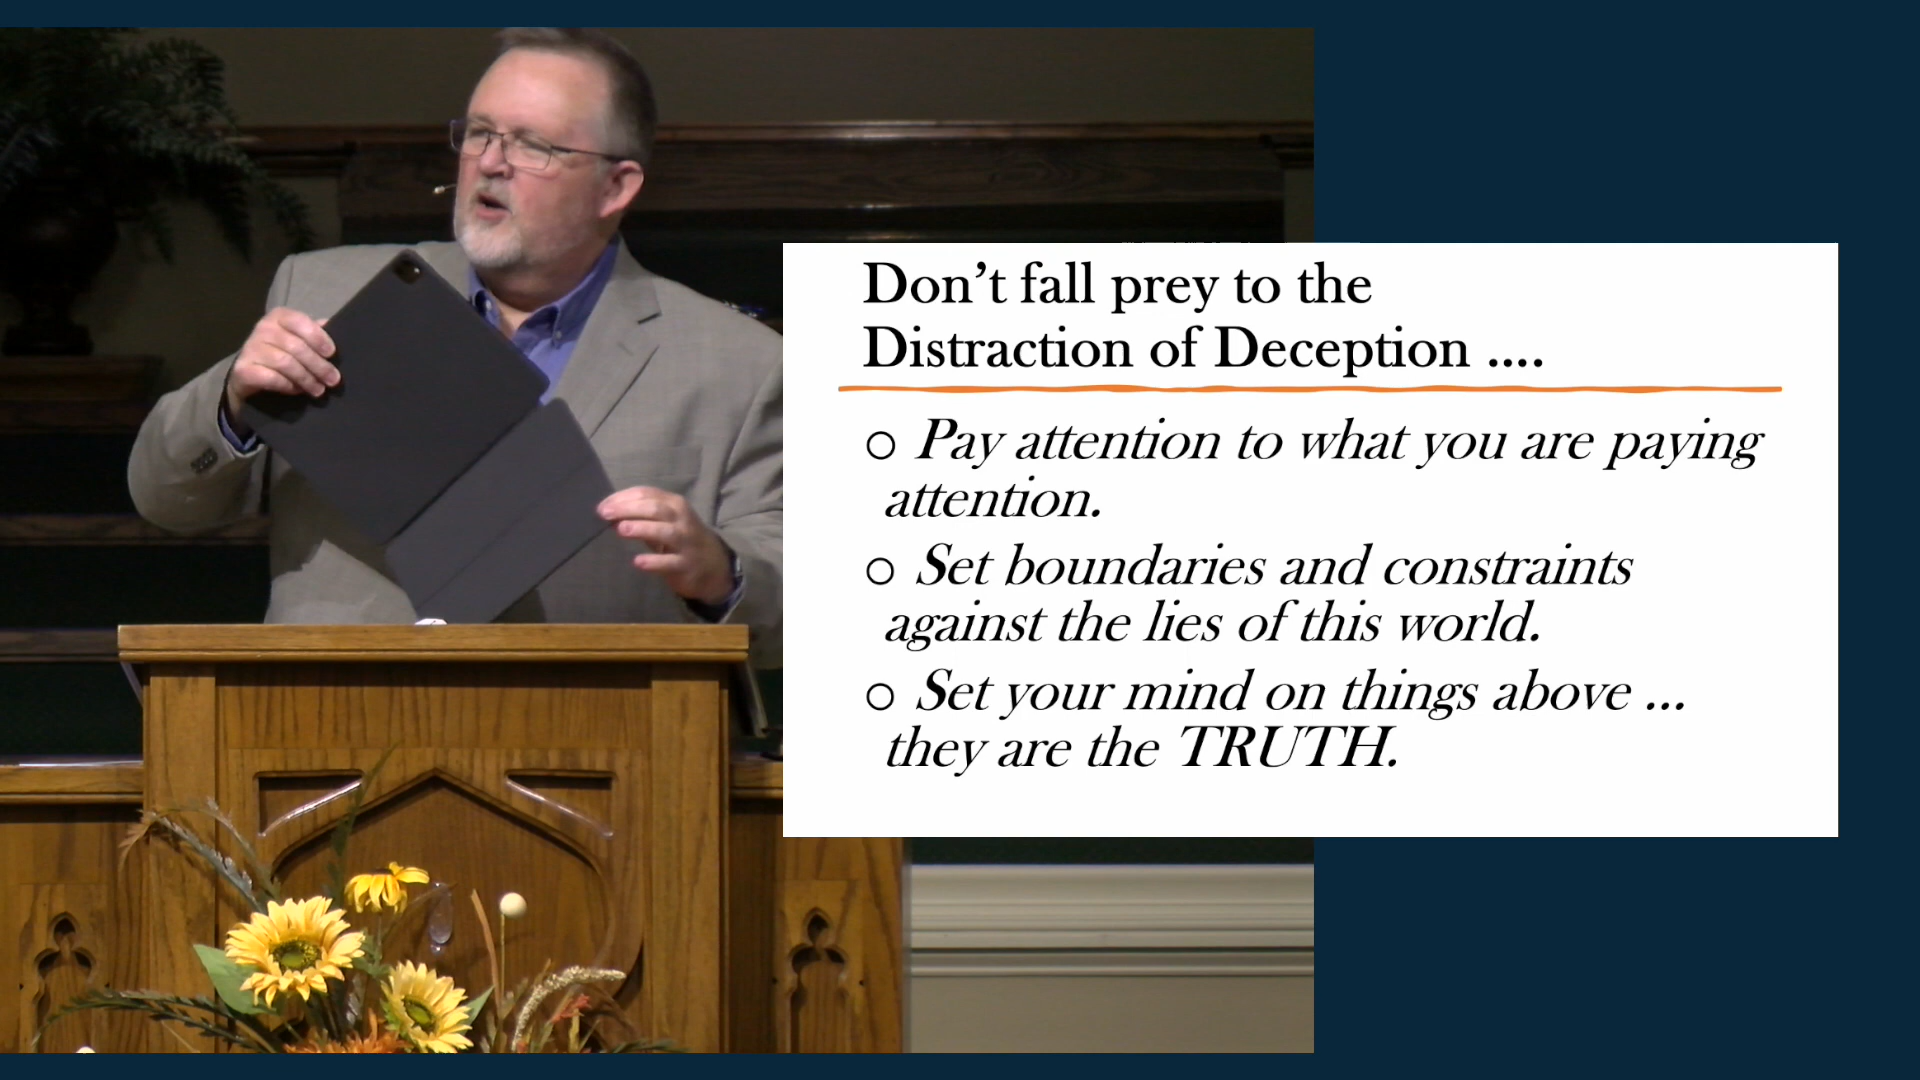 Don’t fall prey to the
Distraction of Deception ....
○ Pay attention to what you are paying
attention.
○ Set boundaries and constraints
against the lies of this world.
○ Set your mind on things above ...
they are the TRUTH.